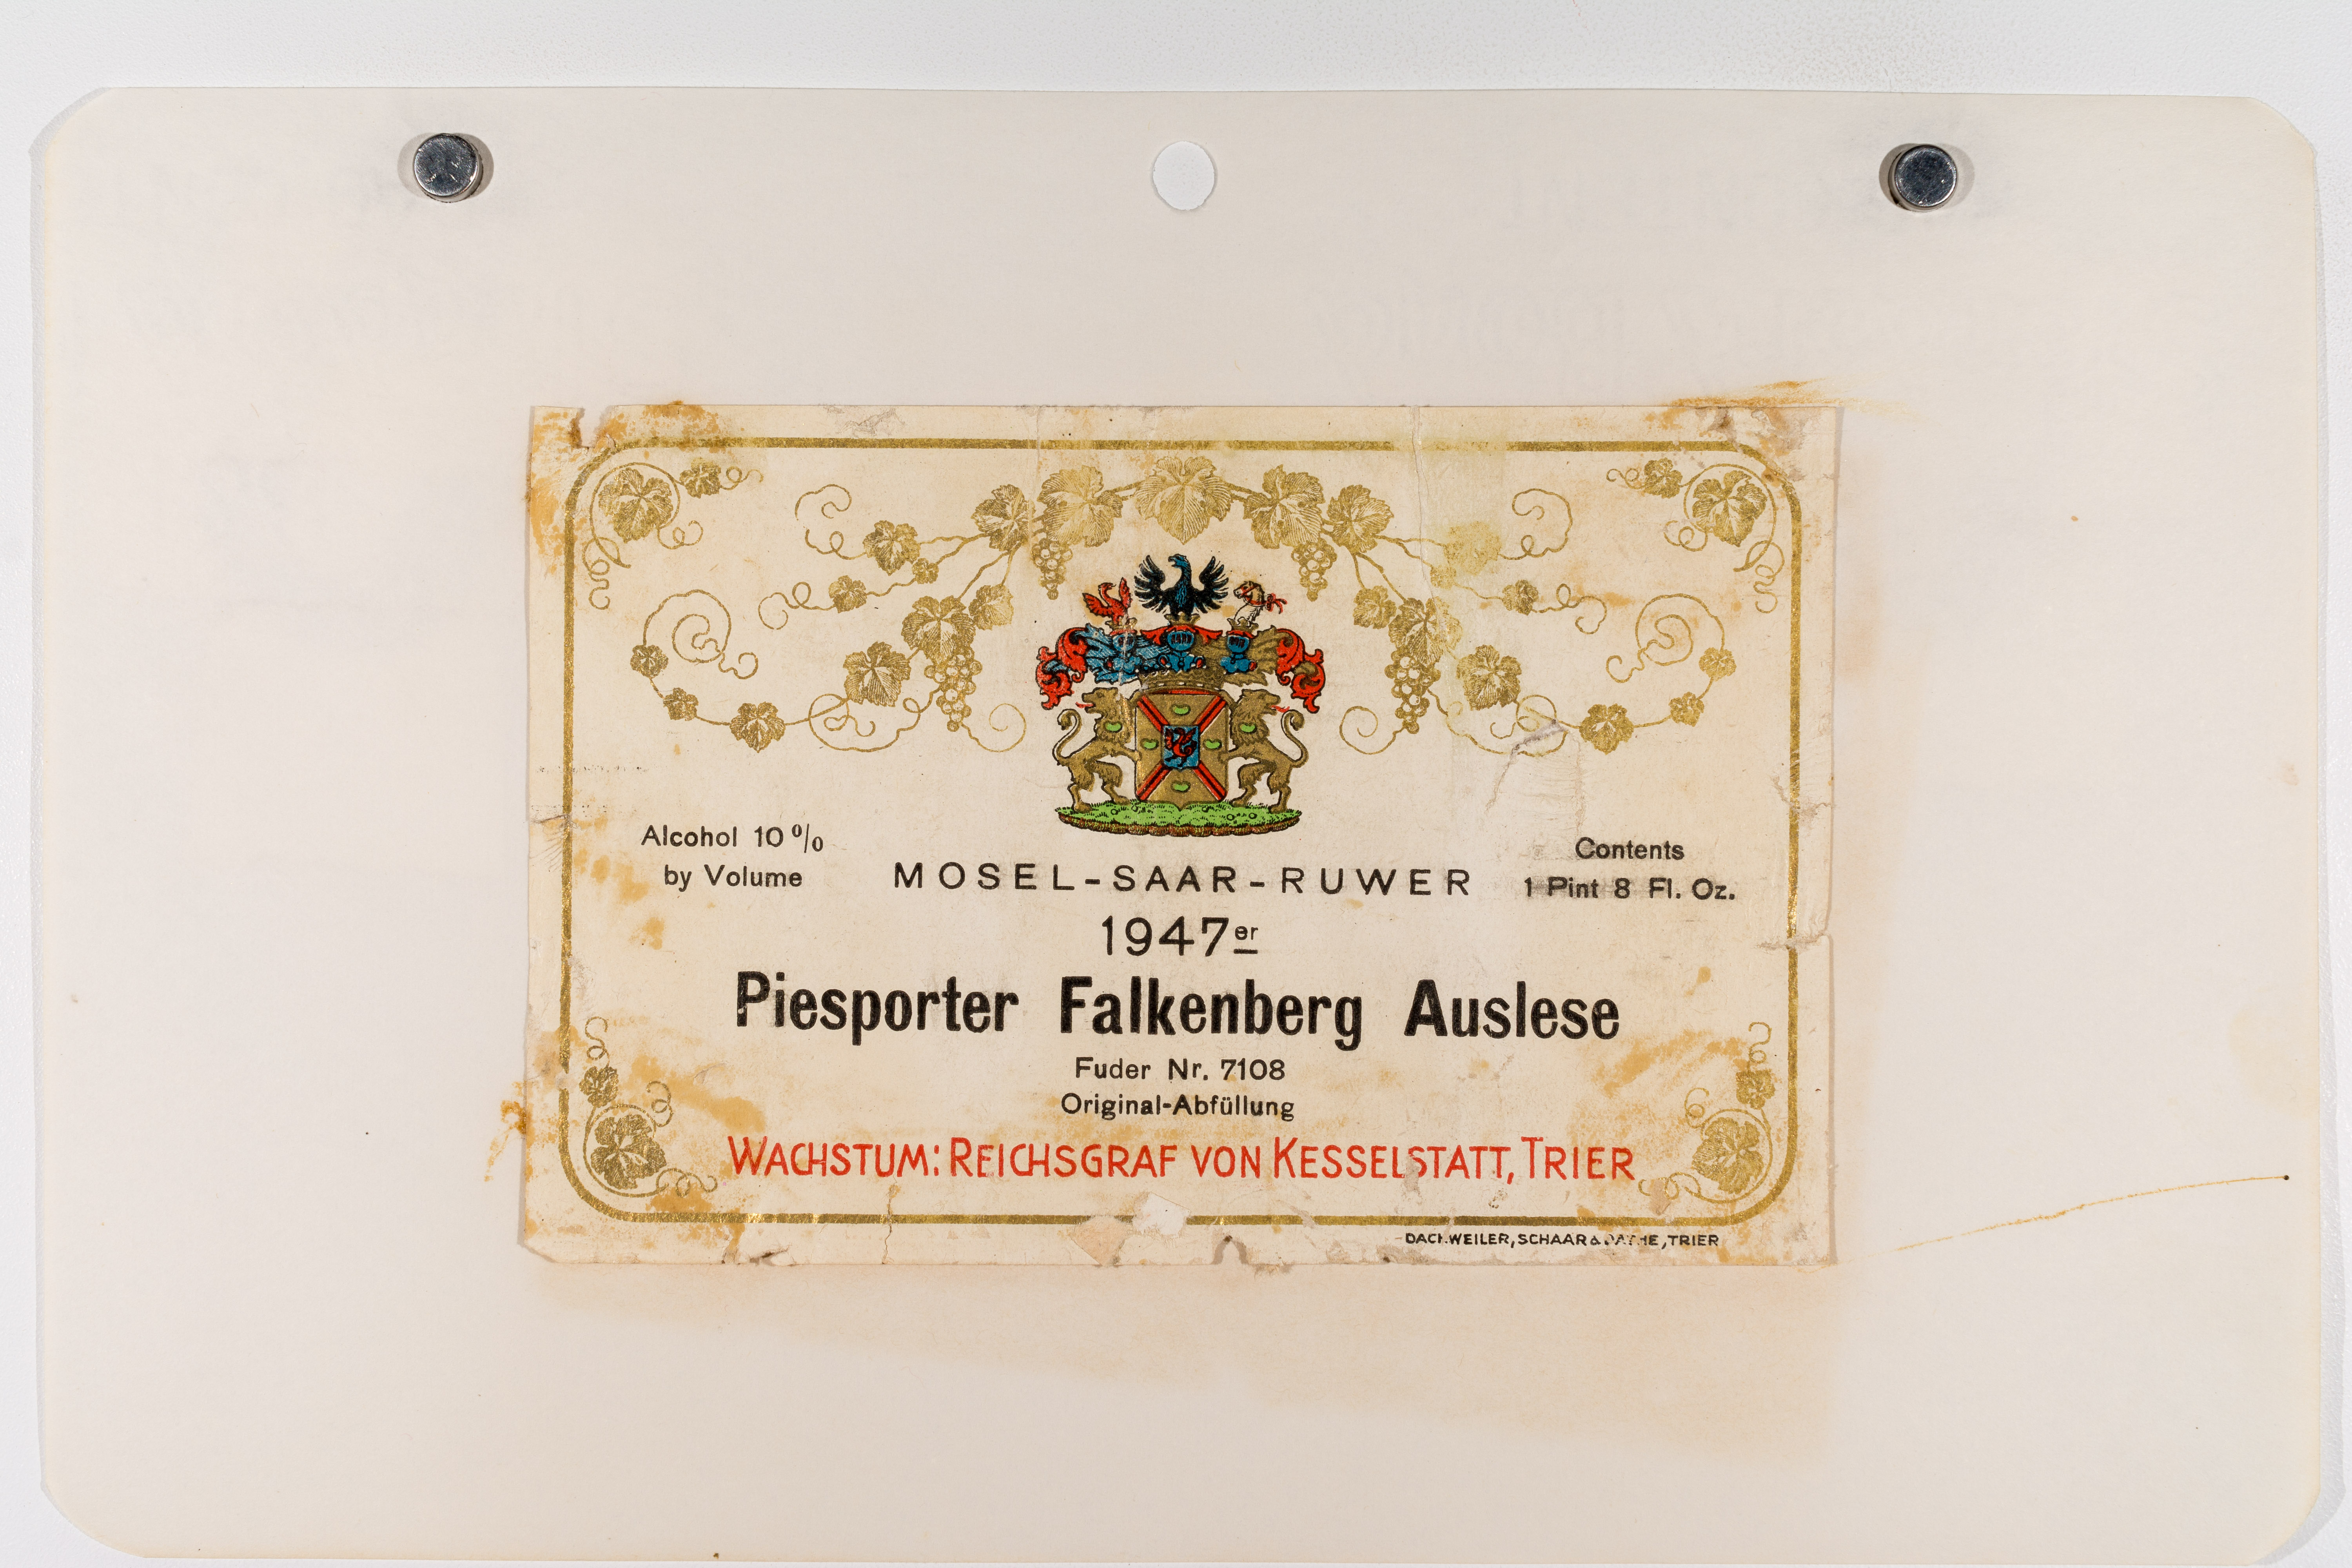 Alcohol 10 %
by Volume
Contents
1 Pint 8 Fl. Oz.
MOSEL-SAAR-RUWER
1947er
Piesporter Falkenberg Auslese
Fuder Nr. 7108
Original-Abfüllung
WACHSTUM: REICHSGRAF VON KESSELSTATT, TRIER
SCHAAR & TRIER